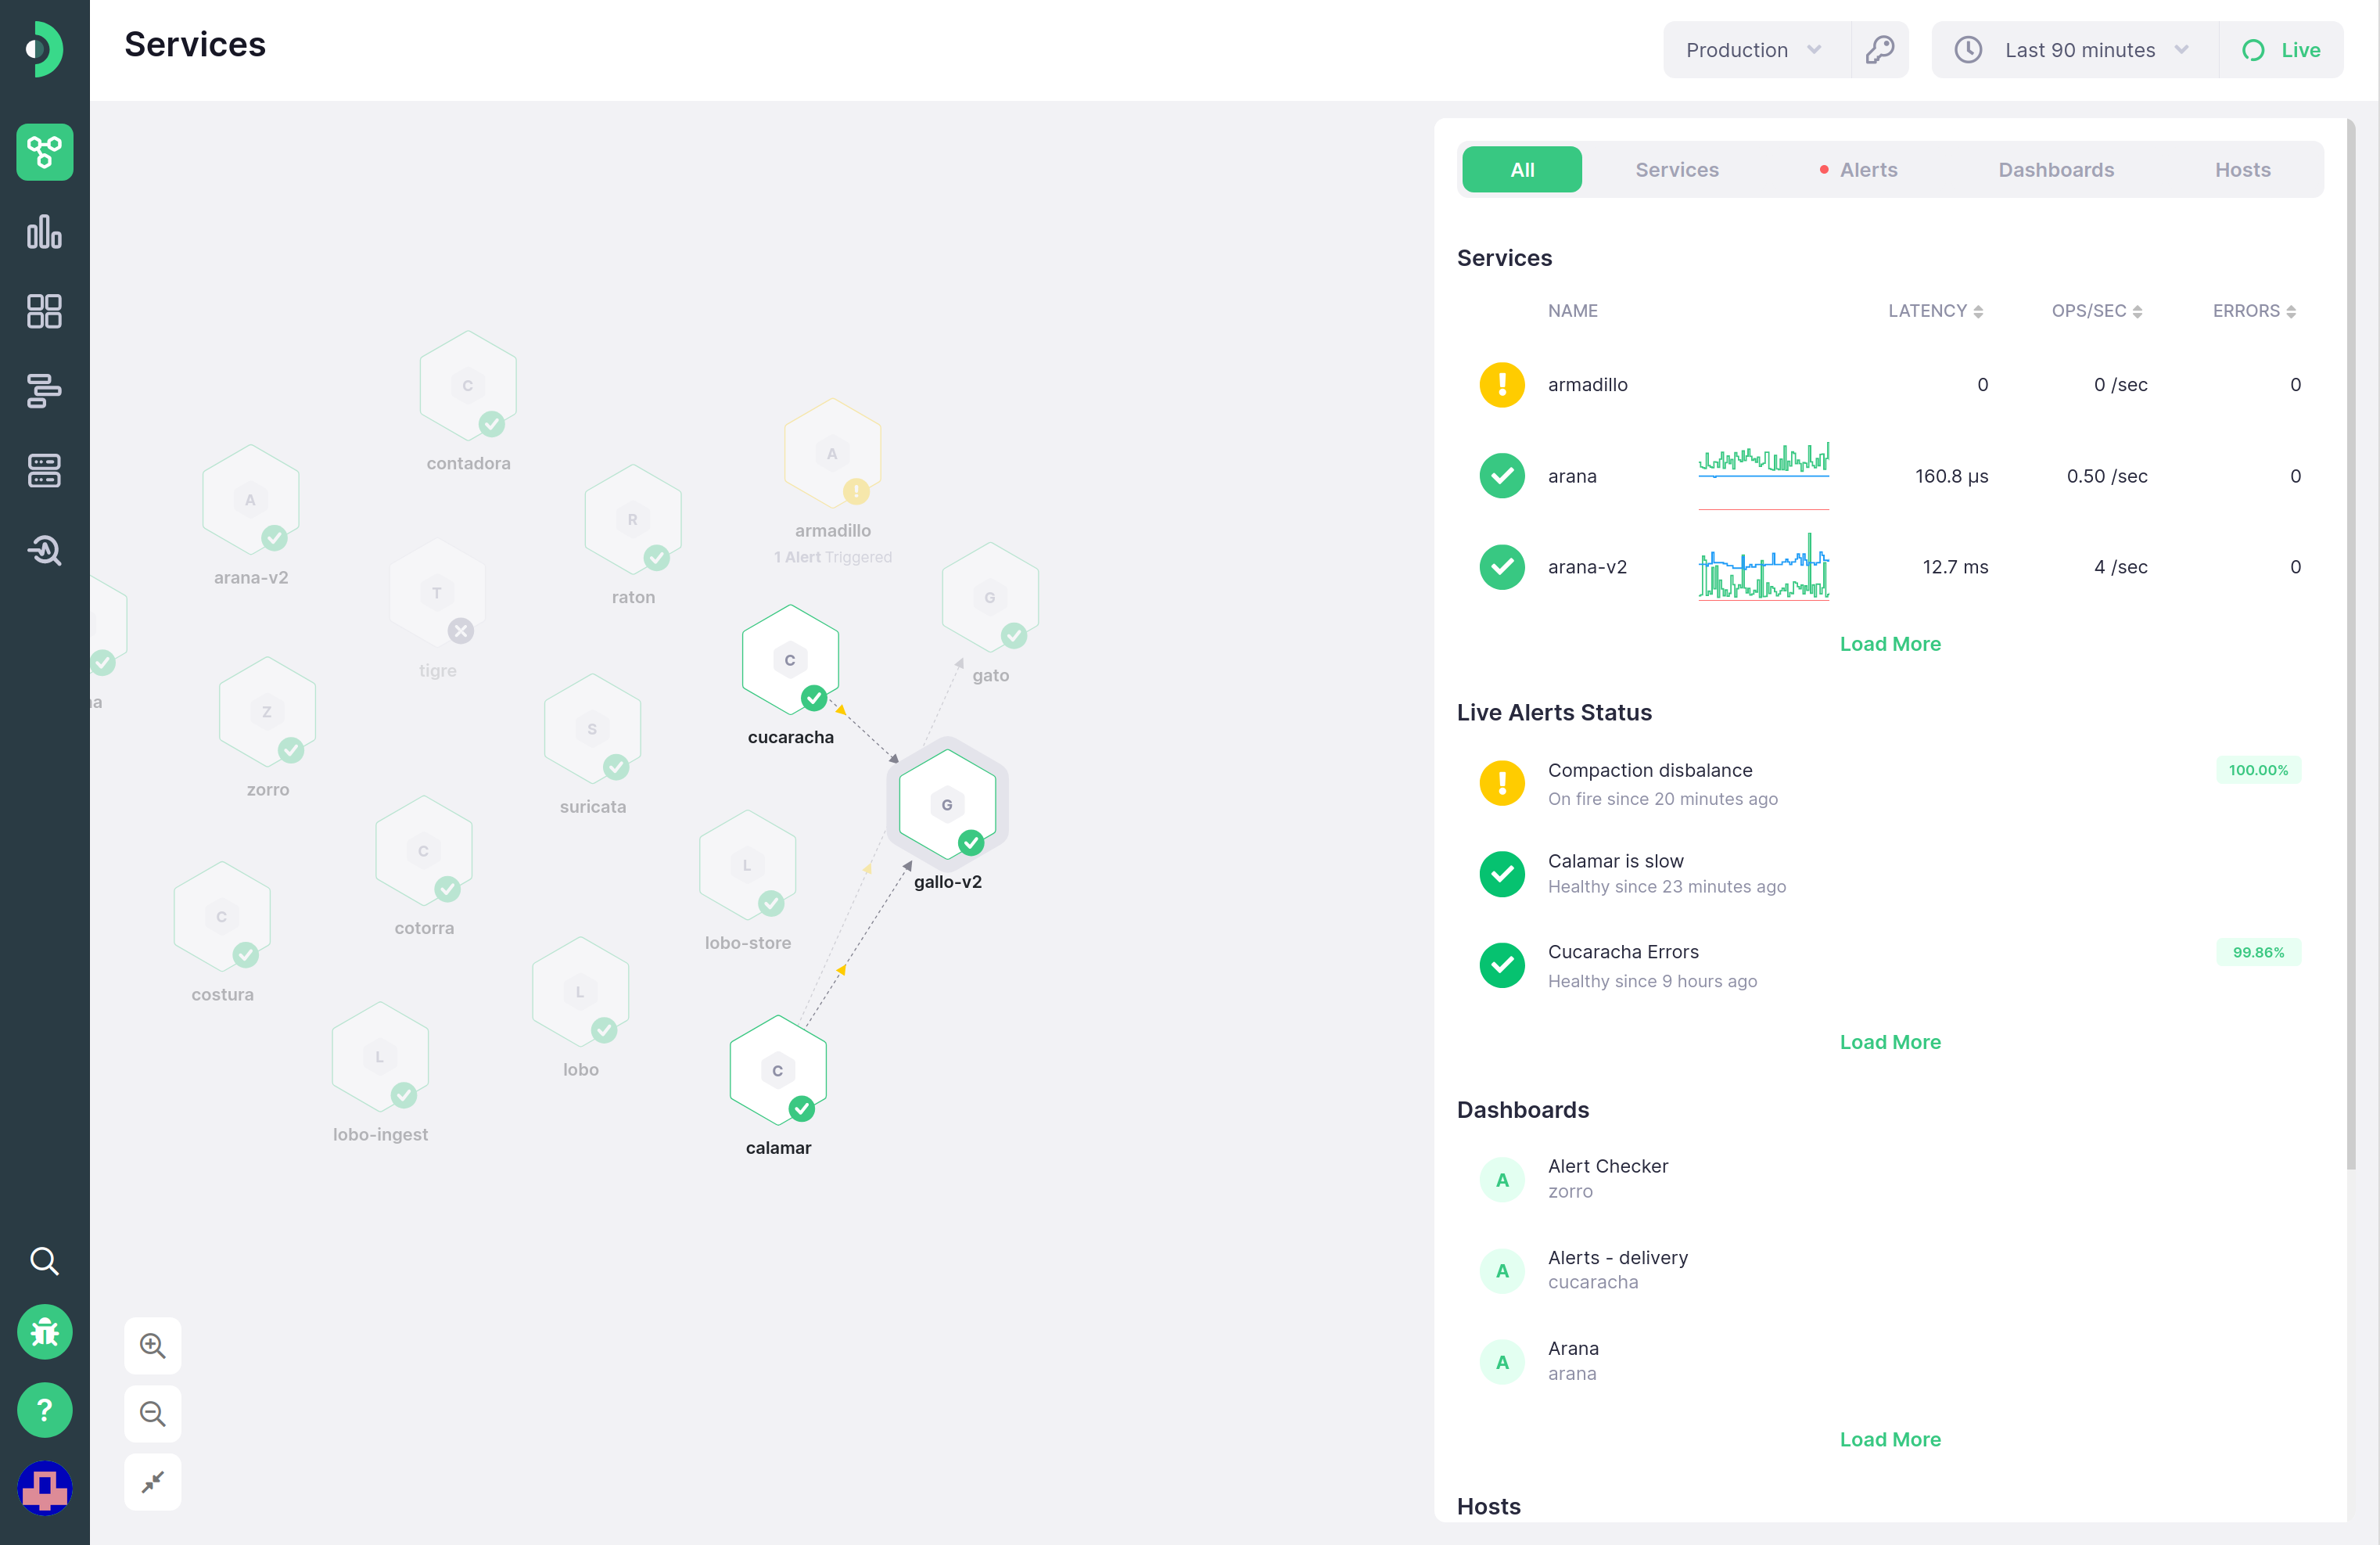 Services
Production
Last 90 minutes
Live
C
contadora
A
arana-v2
T
tigre
R
raton
A
armadillo
1 Alert Triggered
G
gato
C
cucaracha
Z
zorro
S
suricata
G
gallo-v2
C
cotorra
L
lobo-store
C
costura
L
lobo
L
lobo-ingest
C
calamar
?
All
Services
Alerts
Dashboards
Hosts
Services
NAME LATENCY OPS/SEC ERRORS
armadillo 0 0 /sec 0
arana 160.8 µs 0.50 /sec 0
arana-v2 12.7 ms 4 /sec 0
Load More
Live Alerts Status
Compaction disbalance 100.00%
On fire since 20 minutes ago
Calamar is slow
Healthy since 23 minutes ago
Cucaracha Errors 99.86%
Healthy since 9 hours ago
Load More
Dashboards
A
Alert Checker
zorro
A
Alerts - delivery
cucaracha
A
Arana
arana
Load More
Hosts